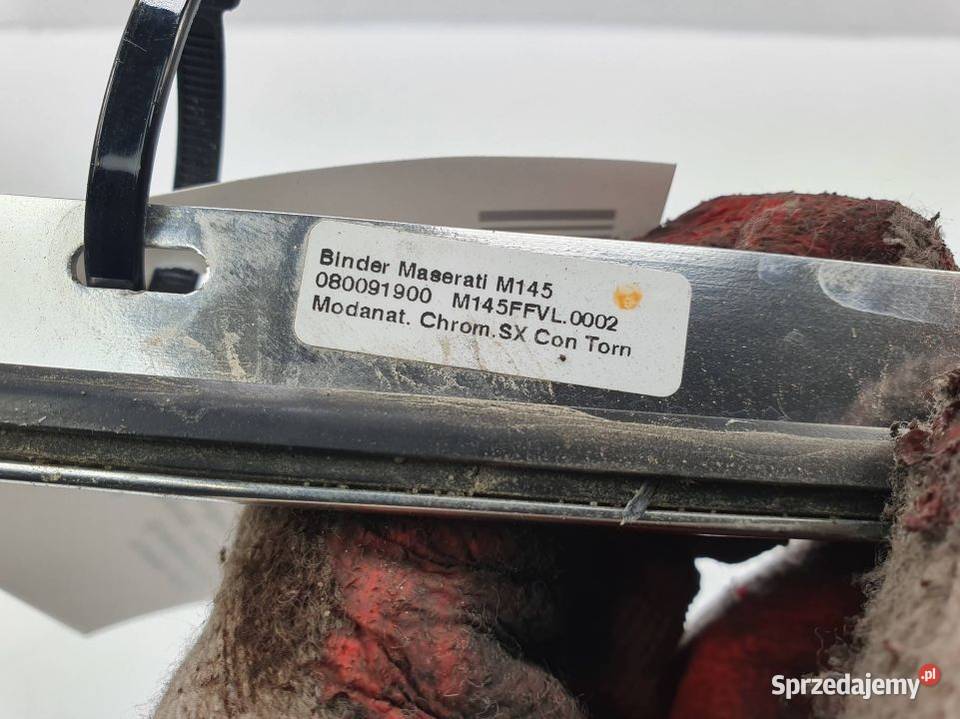 Binder Maserati M145
080091900 M145FFVL.0002
Modanat. Chrom.SX Con Torn
Sprzedajemy.pl